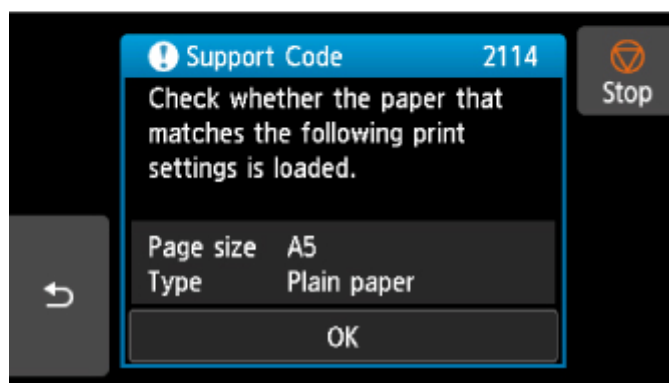 Support Code 2114
Stop
Check whether the paper that
matches the following print
settings is loaded.
Page size A5
Type Plain paper
OK